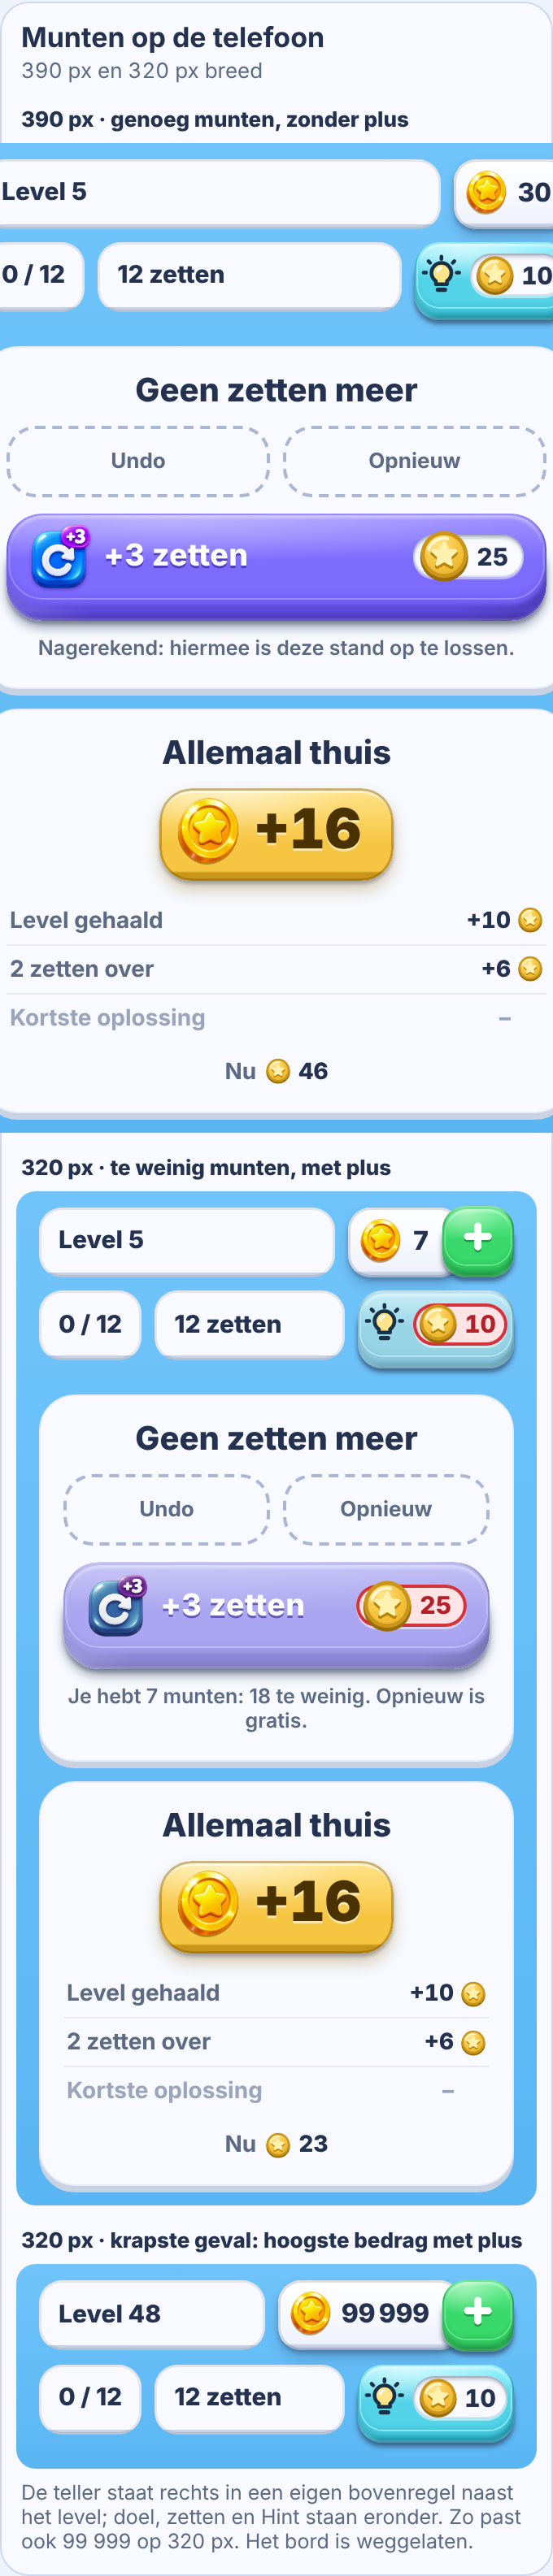 Munten op de telefoon
390 px en 320 px breed
390 px · genoeg munten, zonder plus
Level 5
30
0 / 12
12 zetten
10
Geen zetten meer
Undo
Opnieuw
+3
+3 zetten
25
Nagerekend: hiermee is deze stand op te lossen.
Allemaal thuis
+16
Level gehaald
+10
2 zetten over
+6
Kortste oplossing
–
Nu 46
320 px · te weinig munten, met plus
Level 5
7
+
0 / 12
12 zetten
10
Geen zetten meer
Undo
Opnieuw
+3
+3 zetten
25
Je hebt 7 munten: 18 te weinig. Opnieuw is
gratis.
Allemaal thuis
+16
Level gehaald
+10
2 zetten over
+6
Kortste oplossing
–
Nu 23
320 px · krapste geval: hoogste bedrag met plus
Level 48
99 999
+
0 / 12
12 zetten
10
De teller staat rechts in een eigen bovenregel naast
het level; doel, zetten en Hint staan eronder. Zo past
ook 99 999 op 320 px. Het bord is weggelaten.